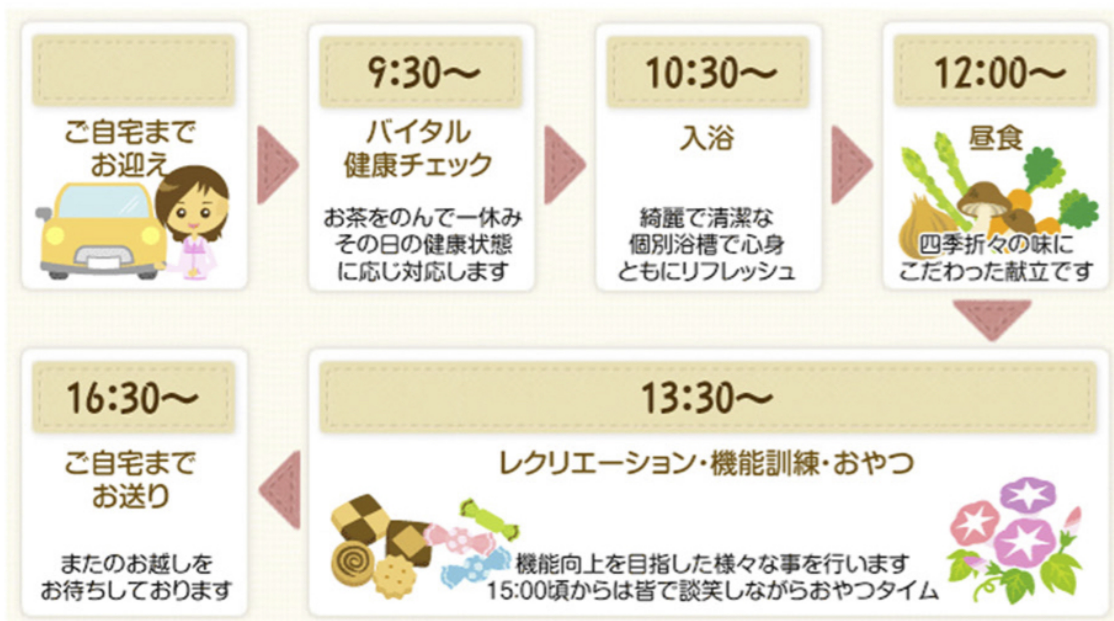 ご自宅まで
お迎え
9:30〜
バイタル
健康チェック
お茶をのんで一休み
その日の健康状態
に応じ対応します
10:30〜
入浴
綺麗で清潔な
個別浴槽で心身
ともにリフレッシュ
12:00〜
昼食
四季折々の味に
こだわった献立です
13:30〜
レクリエーション・機能訓練・おやつ
機能向上を目指した様々な事を行います
15:00頃からは皆で談笑しながらおやつタイム
16:30〜
ご自宅まで
お送り
またのお越しを
お待ちしております